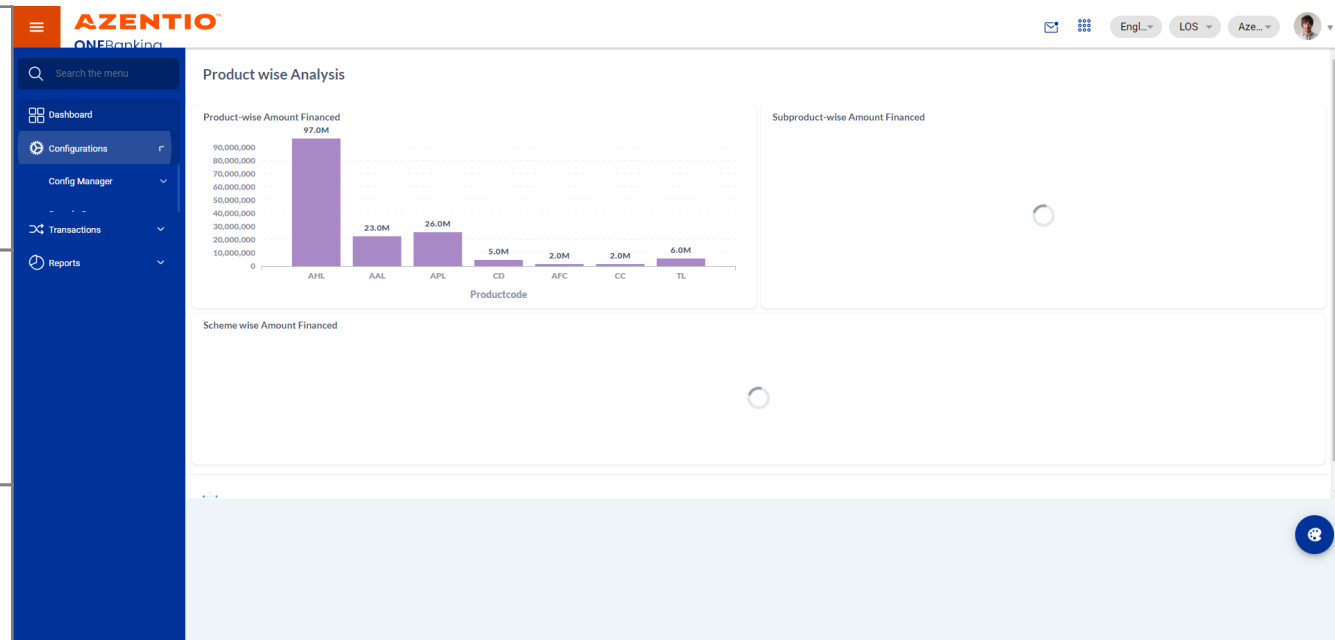 AZENTIO
ONEBanking
Engl...
LOS
Aze...
Search the menu
Dashboard
Configurations
Config Manager
Transactions
Reports
Product wise Analysis
Product-wise Amount Financed
97.0M
90,000,000
80,000,000
70,000,000
60,000,000
50,000,000
40,000,000
30,000,000
20,000,000
10,000,000
0
23.0M
26.0M
5.0M
2.0M
2.0M
6.0M
AHL AAL APL CD AFC CC TL
Productcode
Subproduct-wise Amount Financed
Scheme wise Amount Financed